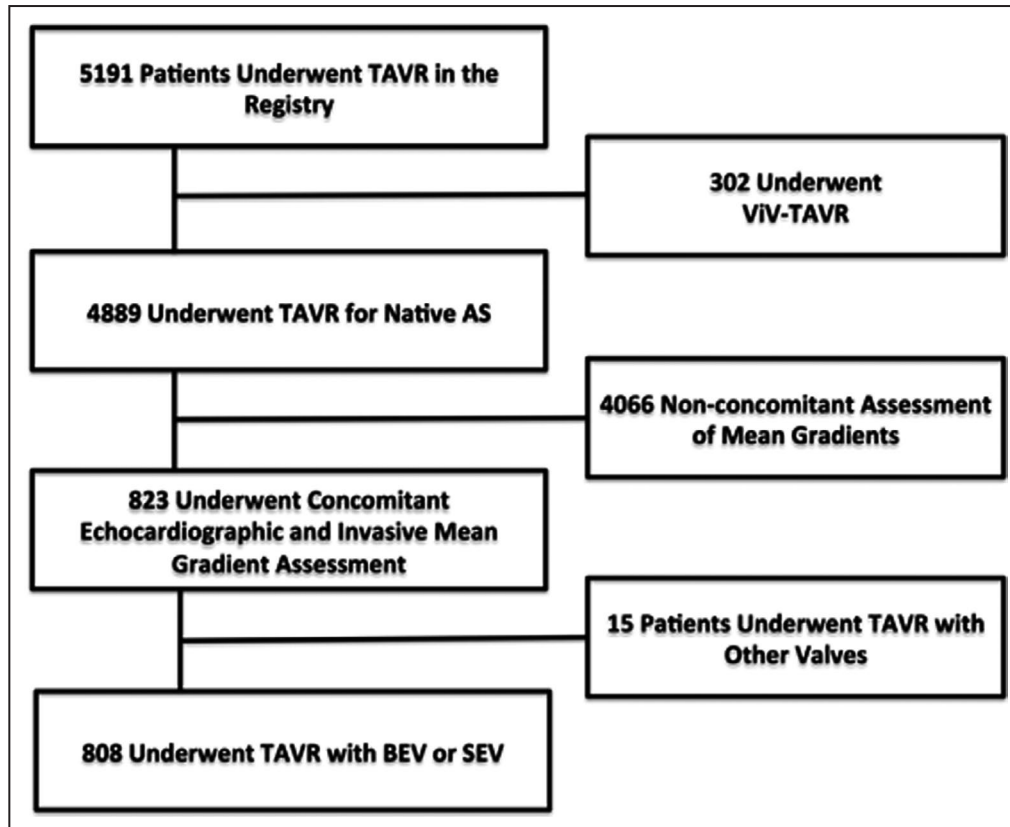 5191 Patients Underwent TAVR in the
Registry
302 Underwent
ViV-TAVR
4889 Underwent TAVR for Native AS
4066 Non-concomitant Assessment
of Mean Gradients
823 Underwent Concomitant
Echocardiographic and Invasive Mean
Gradient Assessment
15 Patients Underwent TAVR with
Other Valves
808 Underwent TAVR with BEV or SEV